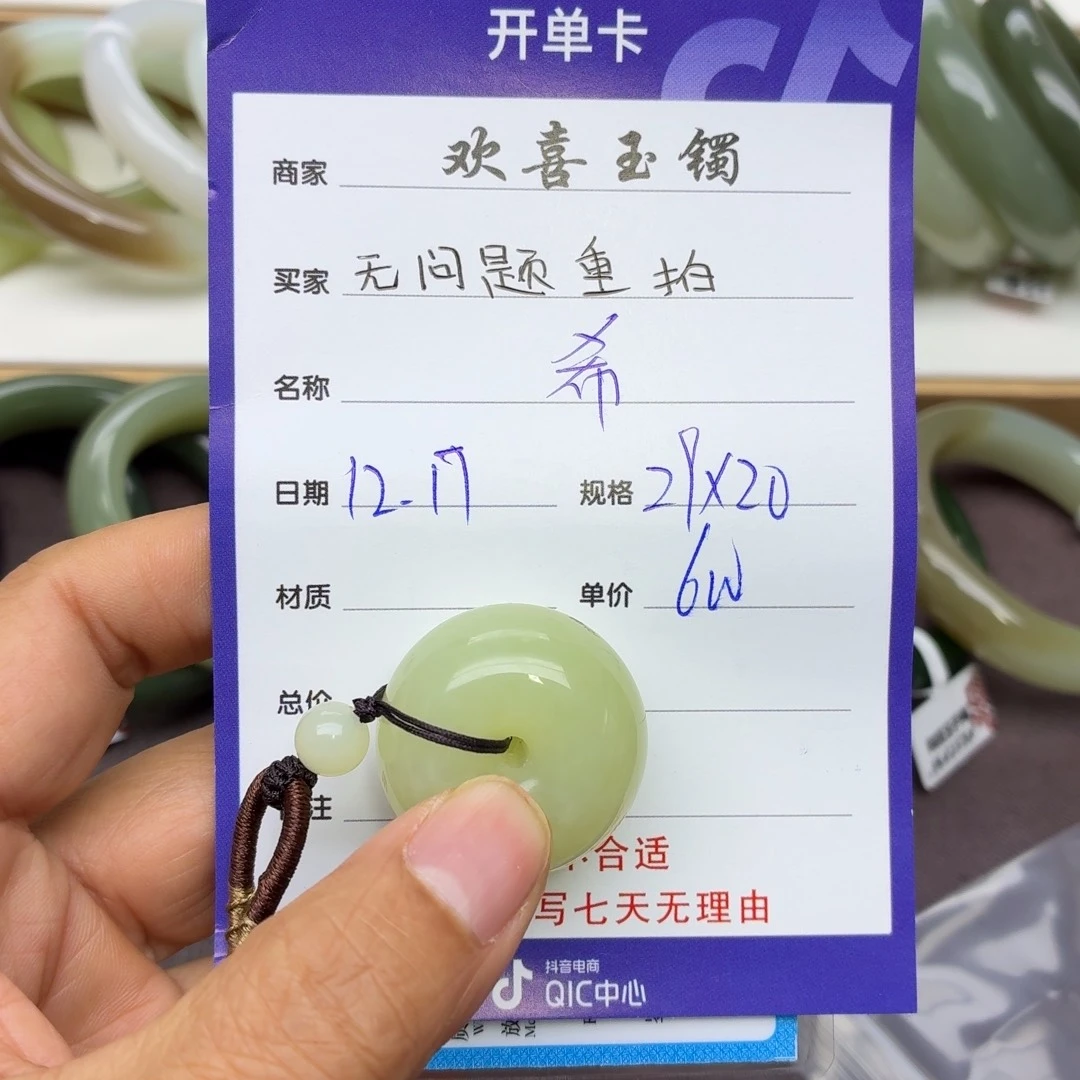 开单卡
商家 欢喜玉镯
买家 无问题重拍
名称 希
日期 12-17 规格 29X20
材质 单价 6W
总价
注
合适
写七天无理由
抖音电商
QIC中心